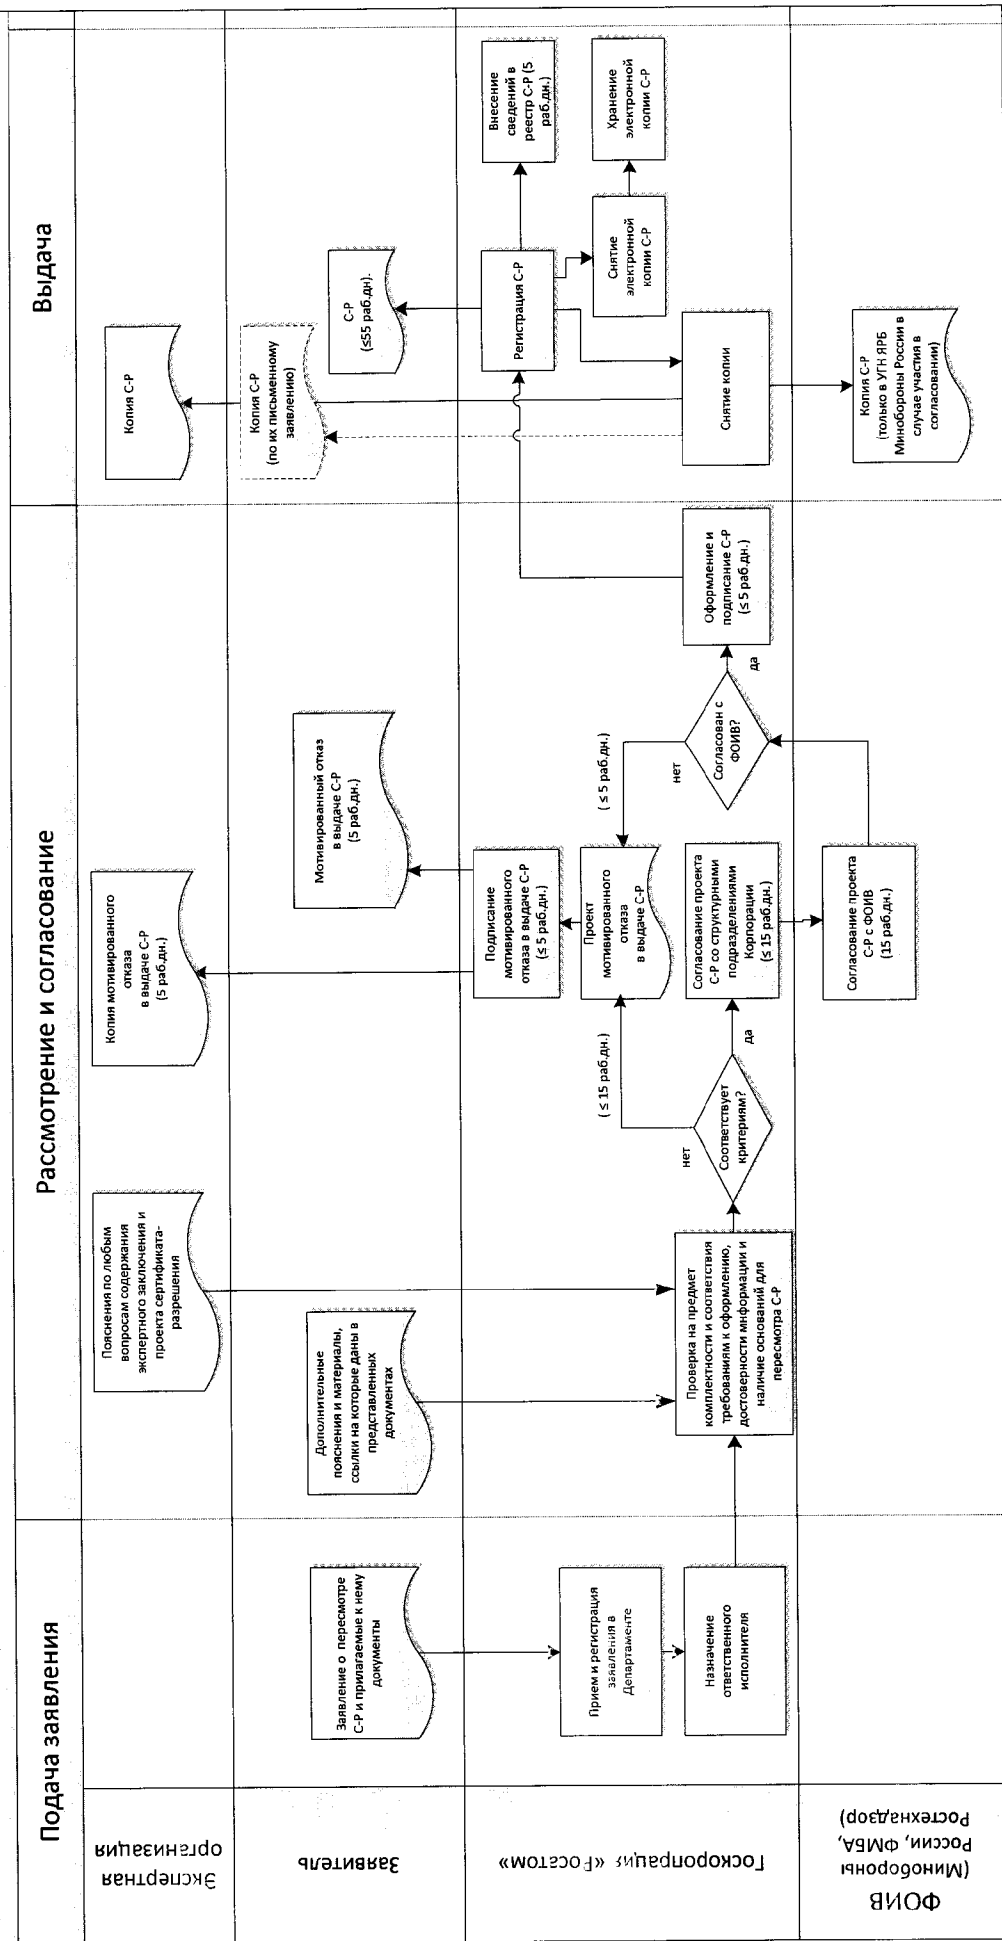 Подача заявления
Рассмотрение и согласование
Выдача
Экспертная
организация
Пояснения по любым
вопросам содержания
экспертного заключения и
проекта сертификата-
разрешения
Копия мотивированного
отказа
в выдаче С-Р
(5 раб.дн.)
Копия С-Р
Заявитель
Заявление о пересмотре
С-Р и прилагаемые к нему
документы
Дополнительные
пояснения и материалы,
ссылки на которые даны в
представленных
документах
Мотивированный отказ
в выдаче С-Р
(5 раб.дн.)
Копия С-Р
(по их письменному
заявлению)
С-Р
(≤55 раб.дн).
Госкоропрация «Росатом»
Прием и регистрация
заявления в
Департаменте
Назначение
ответственного
исполнителя
Проверка на предмет
комплектности и соответствия
требованиям к оформлению,
достоверности информации и
наличие оснований для
пересмотра С-Р
Соответствует
критериям?
нет
(≤ 15 раб.дн.)
да
Подписание
мотивированного
отказа в выдаче С-Р
(≤ 5 раб.дн.)
Проект
мотивированного
отказа
в выдаче С-Р
Согласование проекта
С-Р со структурными
подразделениями
Корпорации
(≤ 15 раб.дн.)
(≤ 5 раб.дн.)
нет
Согласован с
ФОИВ?
да
Оформление и
подписание С-Р
(≤ 5 раб.дн.)
Регистрация С-Р
Внесение
сведений в
реестр С-Р (5
раб.дн.)
Снятие
электронной
копии С-Р
Хранение
электронной
копии С-Р
Снятие копии
ФОИВ
(Минобороны
России, ФМБА,
Ростехнадзор)
Согласование проекта
С-Р с ФОИВ
(15 раб.дн.)
Копия С-Р
(только в УГН ЯРБ
Минобороны России в
случае участия в
согласовании)